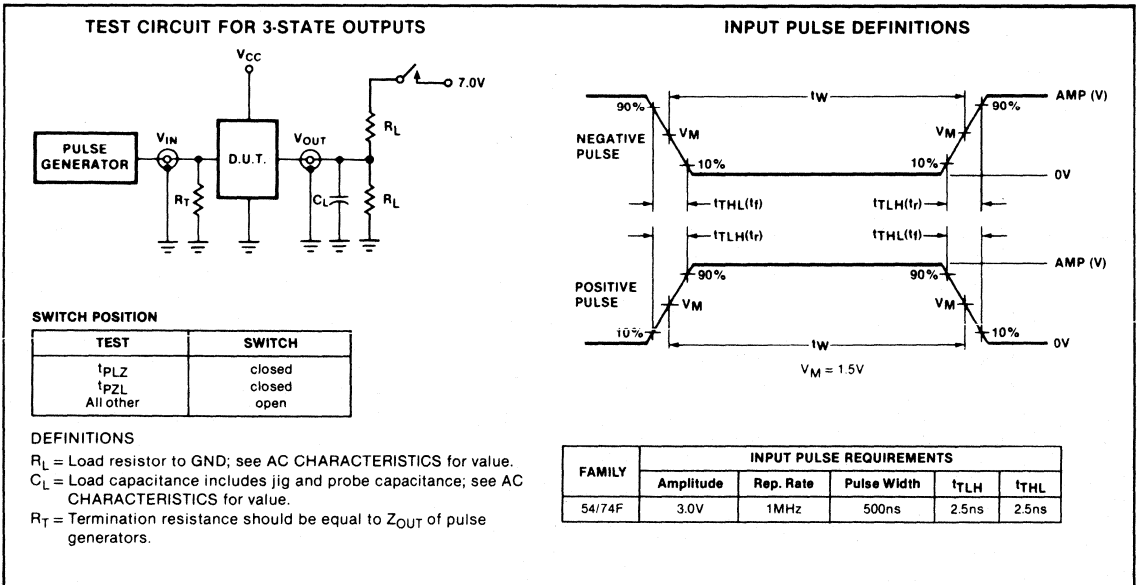 TEST CIRCUIT FOR 3-STATE OUTPUTS
VCC
7.0V
RL
PULSE
GENERATOR
VIN
D.U.T.
VOUT
RT
CL
RL
SWITCH POSITION
TEST SWITCH
tPLZ closed
tPZL closed
All other open
DEFINITIONS
RL = Load resistor to GND; see AC CHARACTERISTICS for value.
CL = Load capacitance includes jig and probe capacitance; see AC
CHARACTERISTICS for value.
RT = Termination resistance should be equal to ZOUT of pulse
generators.
INPUT PULSE DEFINITIONS
90% tW 90% AMP (V)
NEGATIVE
PULSE
VM VM
10% 10%
0V
tTHL(tf) tTLH(tr)
tTLH(tr) tTHL(tf)
AMP (V)
90% 90%
POSITIVE
PULSE
VM VM
10% 10%
tW 0V
VM = 1.5V
FAMILY INPUT PULSE REQUIREMENTS
Amplitude Rep. Rate Pulse Width tTLH tTHL
54/74F 3.0V 1MHz 500ns 2.5ns 2.5ns